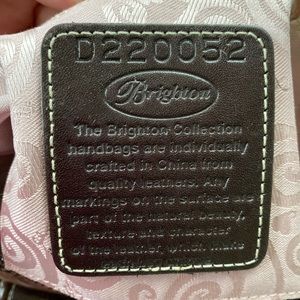 D220052
Brighton
The Brighton Collection
handbags are individually
crafted in China from
quality leathers. Any
markings on the surface are
part of the natural beauty,
texture and character
of the leather, which make